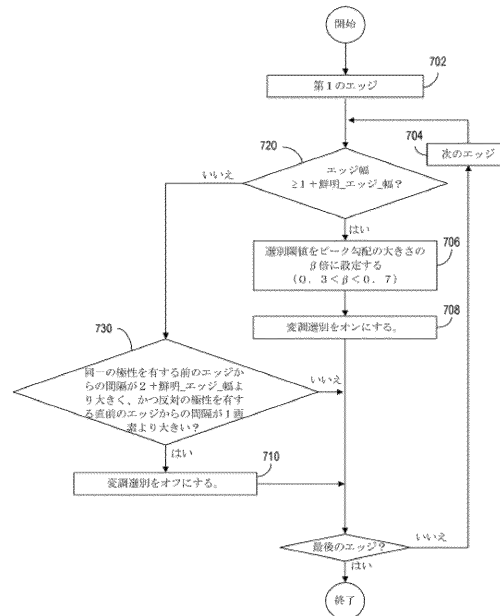 開始
702
第1のエッジ
704
次のエッジ
720
エッジ幅
≥1+鮮明_エッジ_幅?
いいえ
はい
706
選別閾値をピーク勾配の大きさの
β倍に設定する
(0.3<β<0.7)
708
変調選別をオンにする。
730
同一の極性を有する前のエッジか
らの間隔が2+鮮明_エッジ_幅よ
り大きく、かつ反対の極性を有す
る直前のエッジからの間隔が1画
素より大きい?
いいえ
はい
710
変調選別をオフにする。
最後のエッジ?
いいえ
はい
終了